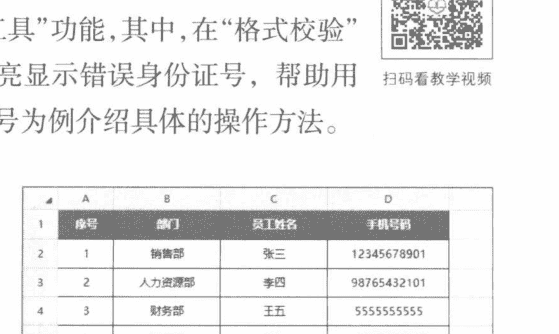 工具”功能,其中,在“格式校验”
亮显示错误身份证号，帮助用
号为例介绍具体的操作方法。
扫码看教学视频
A B C D
1 序号 部门 员工姓名 手机号码
2 1 销售部 张三 12345678901
3 2 人力资源部 李四 98765432101
4 3 财务部 王五 5555555555